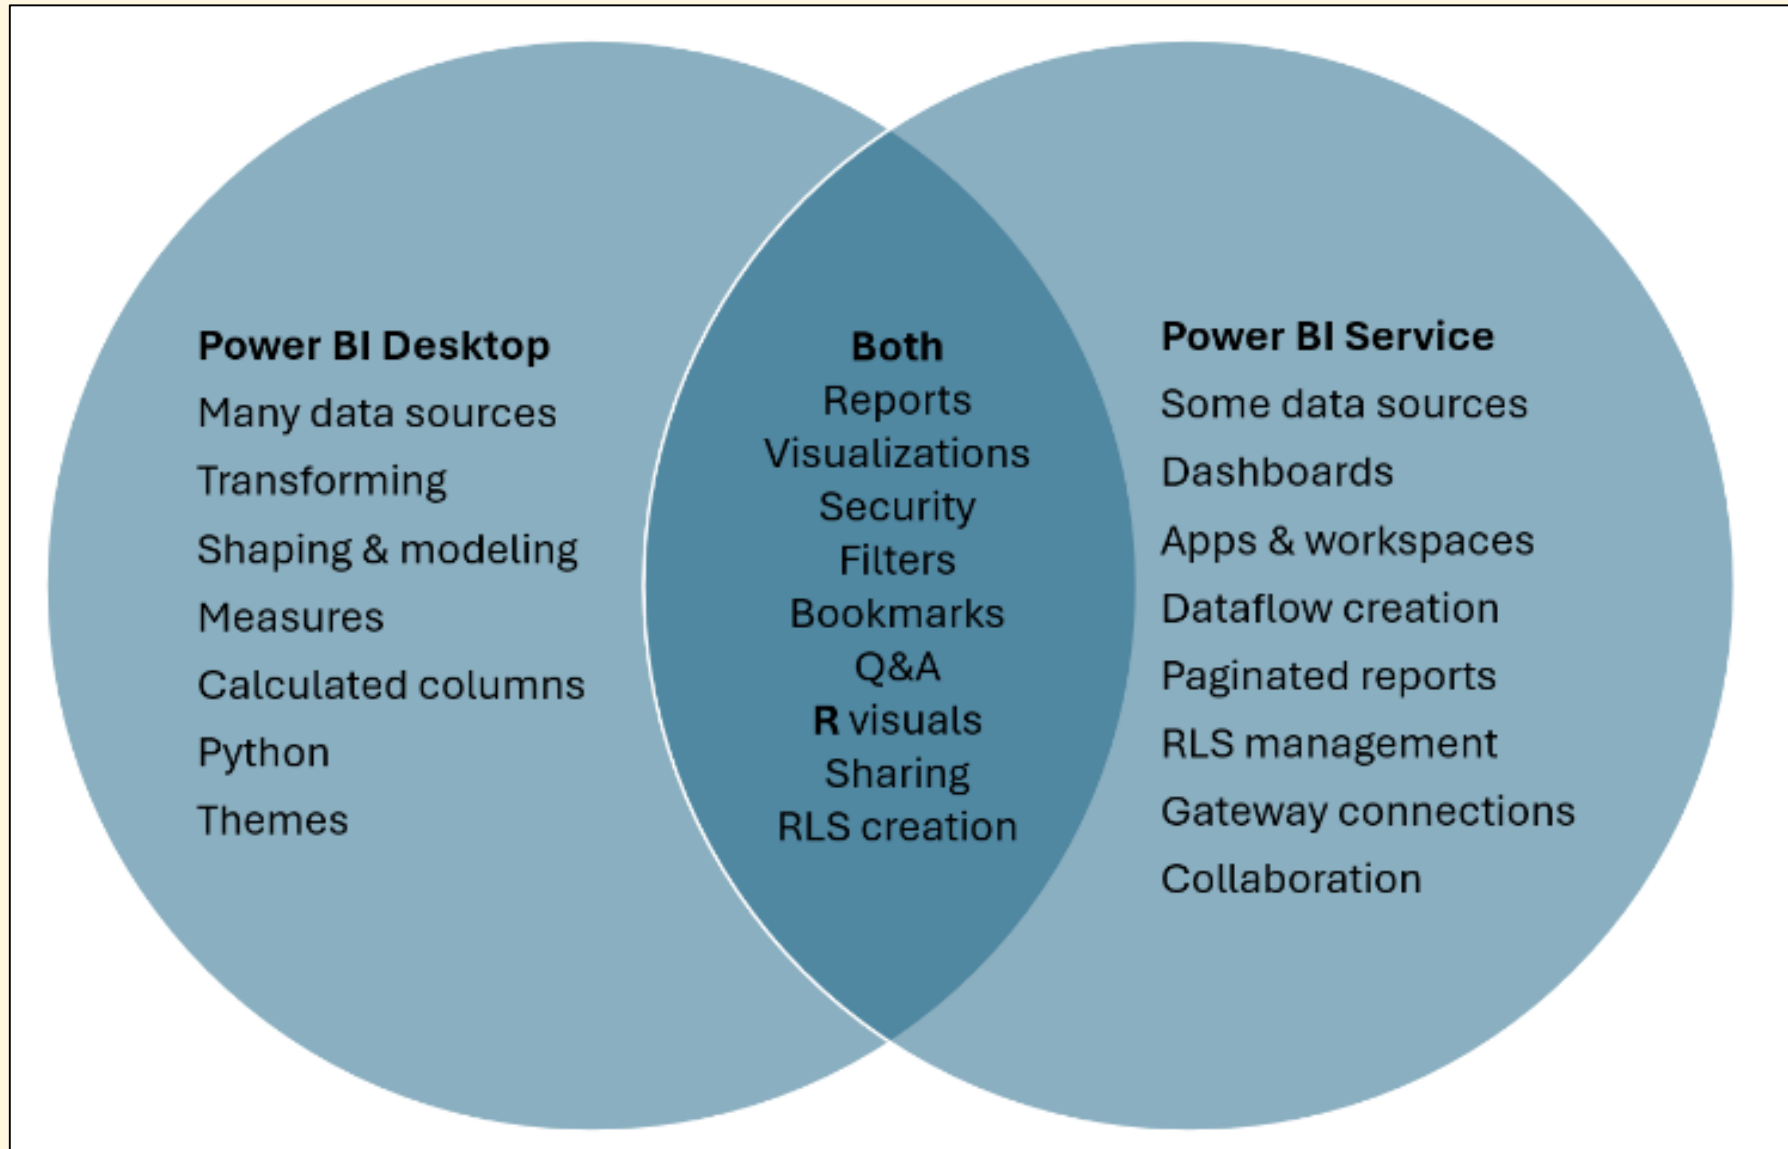 Power BI Desktop
Many data sources
Transforming
Shaping & modeling
Measures
Calculated columns
Python
Themes
Both
Reports
Visualizations
Security
Filters
Bookmarks
Q&A
R visuals
Sharing
RLS creation
Power BI Service
Some data sources
Dashboards
Apps & workspaces
Dataflow creation
Paginated reports
RLS management
Gateway connections
Collaboration